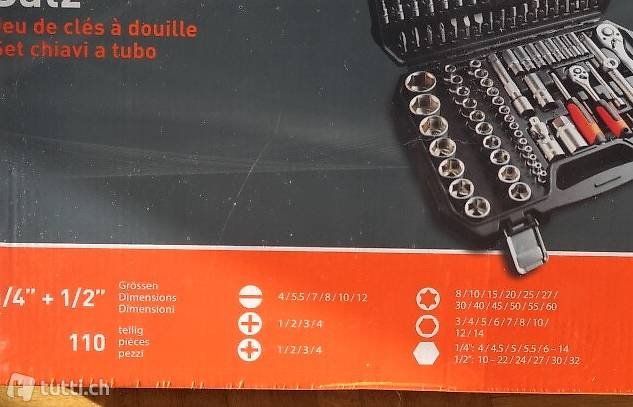 Jeu de clés à douille
Set chiavi a tubo
/4" + 1/2"
Grössen
Dimensions
Dimensioni
110
teilig
pièces
pezzi
4 / 5.5 / 7 / 8 / 10 / 12
1 / 2 / 3 / 4
1 / 2 / 3 / 4
8 / 10 / 15 / 20 / 25 / 27 /
30 / 40 / 45 / 50 / 55 / 60
3 / 4 / 5 / 6 / 7 / 8 / 10 /
12 / 14
1/4": 4 / 4.5 / 5 / 5.5 / 6 – 14
1/2": 10 – 22 / 24 / 27 / 30 / 32
tutti.ch